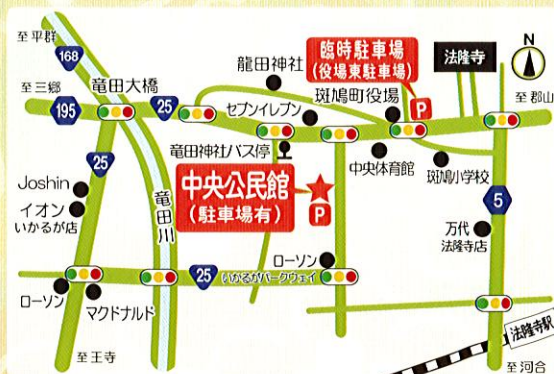 至平群
168
至三郷
195
竜田大橋
25
龍田神社
セブンイレブン
臨時駐車場
(役場東駐車場)
P
斑鳩町役場
法隆寺
N
至郡山
竜田神社バス停
中央体育館
斑鳩小学校
25
Joshin
イオン
いかるが店
竜田川
中央公民館
(駐車場有)
P
5
万代
法隆寺店
ローソン
25
いかるがパークウェイ
ローソン
マクドナルド
至王寺
法隆寺駅
至河合